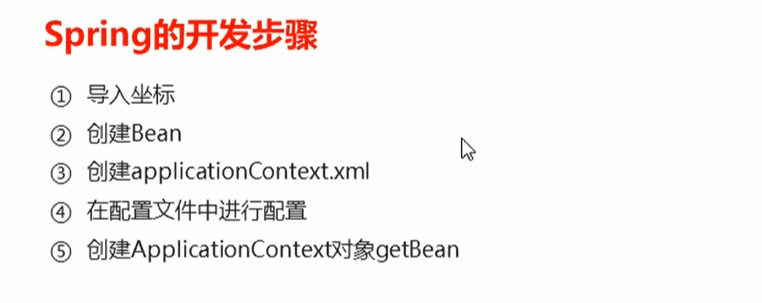 Spring的开发步骤
① 导入坐标
② 创建Bean
③ 创建applicationContext.xml
④ 在配置文件中进行配置
⑤ 创建ApplicationContext对象getBean